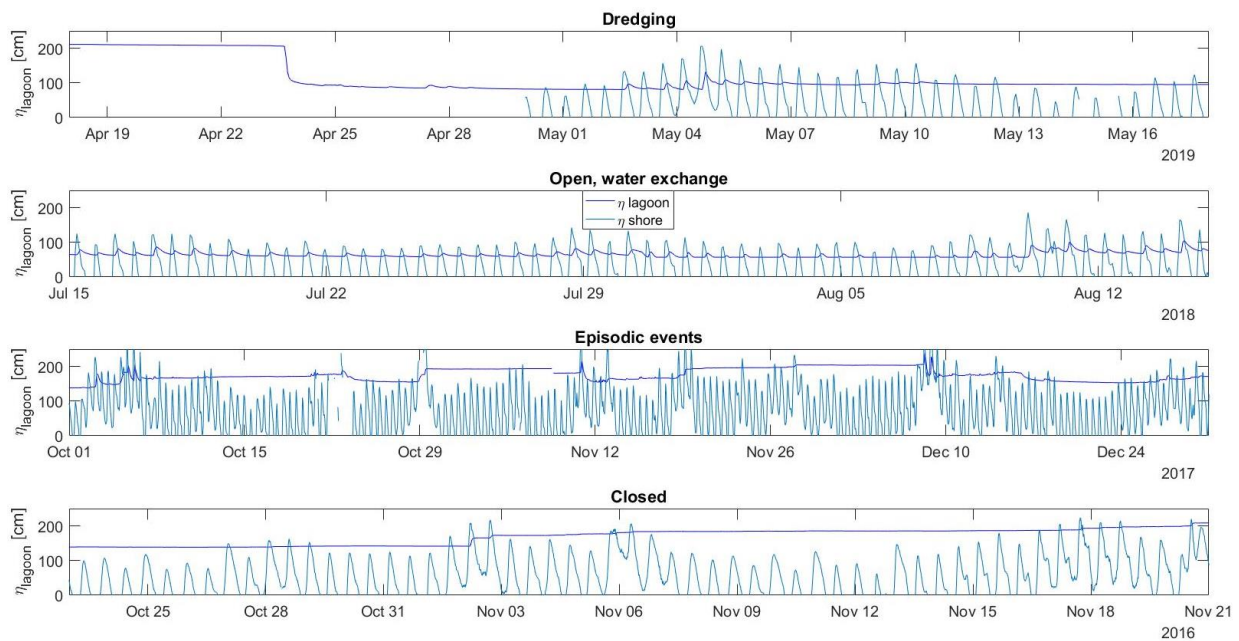 Dredging
η_lagoon [cm]
200
100
0
Apr 19 Apr 22 Apr 25 Apr 28 May 01 May 04 May 07 May 10 May 13 May 16
2019
Open, water exchange
η_lagoon [cm]
200
100
0
η lagoon
η shore
Jul 15 Jul 22 Jul 29 Aug 05 Aug 12
2018
Episodic events
η_lagoon [cm]
200
100
0
Oct 01 Oct 15 Oct 29 Nov 12 Nov 26 Dec 10 Dec 24
2017
Closed
η_lagoon [cm]
200
100
0
Oct 25 Oct 28 Oct 31 Nov 03 Nov 06 Nov 09 Nov 12 Nov 15 Nov 18 Nov 21
2016